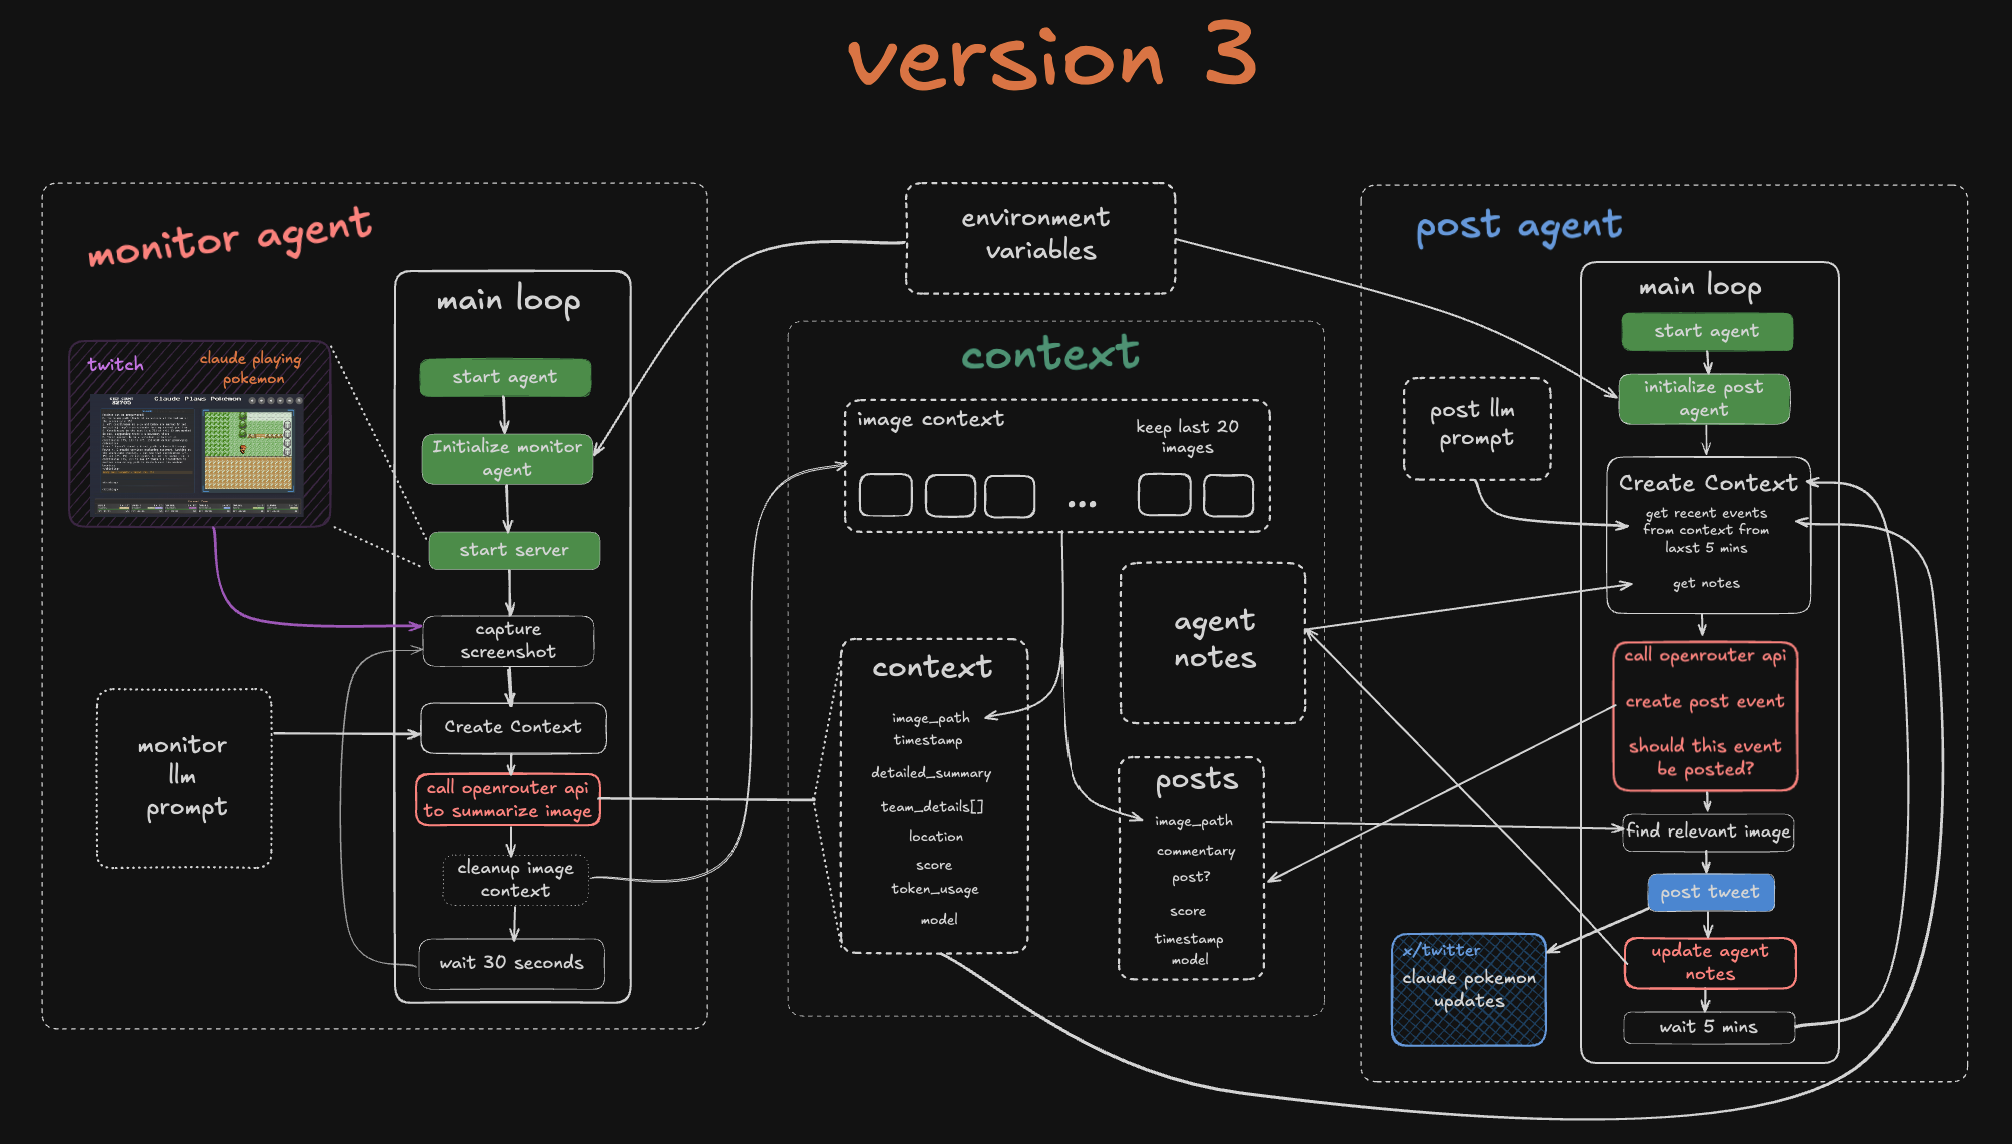 version 3
monitor agent
main loop
start agent
Initialize monitor
agent
start server
capture
screenshot
Create Context
call openrouter api
to summarize image
cleanup image
context
wait 30 seconds
twitch
claude playing
pokemon
Claude Plays Pokemon
monitor
llm
prompt
environment
variables
context
image context
keep last 20
images
...
agent
notes
context
image_path
timestamp
detailed_summary
team_details[]
location
score
token_usage
model
posts
image_path
commentary
post?
score
timestamp
model
post agent
main loop
start agent
initialize post
agent
post llm
prompt
Create Context
get recent events
from context from
laxst 5 mins
get notes
call openrouter api
create post event
should this event
be posted?
find relevant image
post tweet
update agent
notes
wait 5 mins
x/twitter
claude pokemon
updates